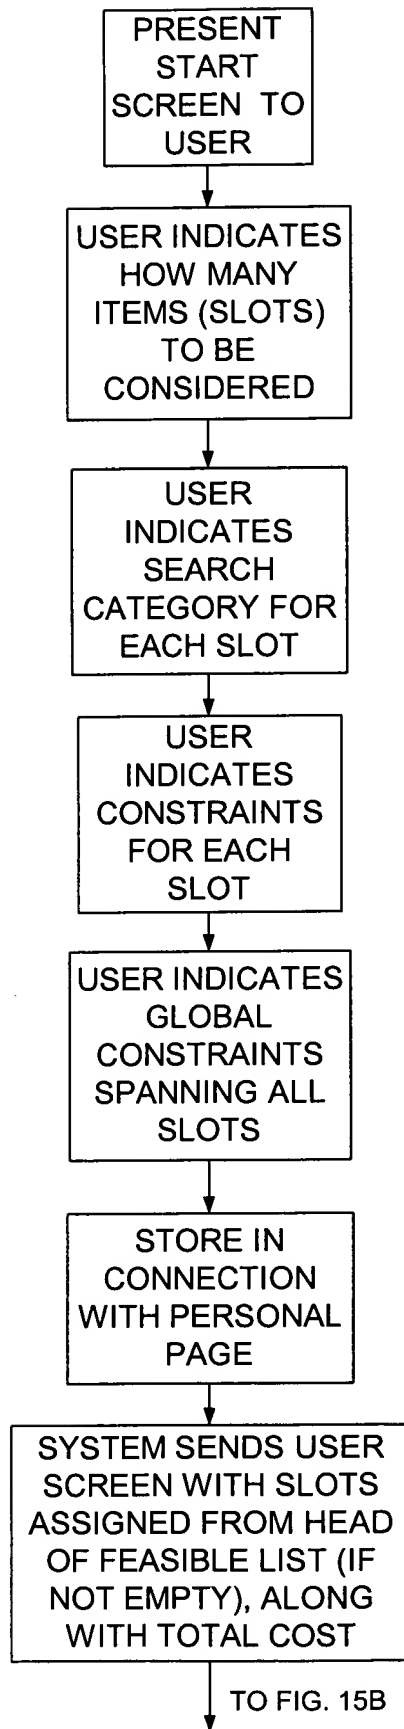 PRESENT
START
SCREEN TO
USER
USER INDICATES
HOW MANY
ITEMS (SLOTS)
TO BE
CONSIDERED
USER
INDICATES
SEARCH
CATEGORY FOR
EACH SLOT
USER
INDICATES
CONSTRAINTS
FOR EACH
SLOT
USER INDICATES
GLOBAL
CONSTRAINTS
SPANNING ALL
SLOTS
STORE IN
CONNECTION
WITH PERSONAL
PAGE
SYSTEM SENDS USER
SCREEN WITH SLOTS
ASSIGNED FROM HEAD
OF FEASIBLE LIST (IF
NOT EMPTY), ALONG
WITH TOTAL COST
TO FIG. 15B